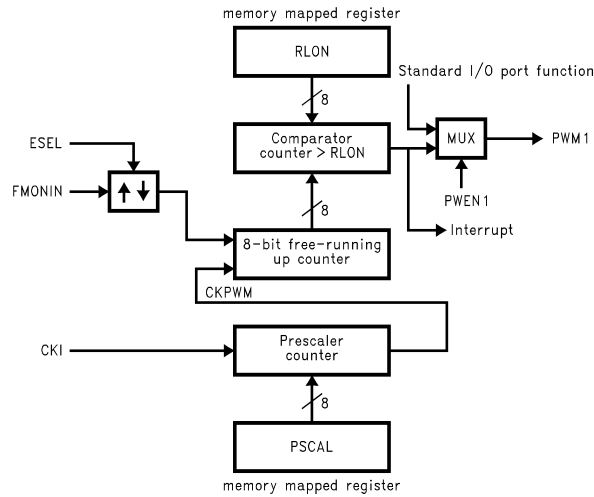 memory mapped register
RLON
8
Standard I/O port function
Comparator
counter > RLON
MUX
PWM1
ESEL
FMONIN
PWEN1
8
Interrupt
8-bit free-running
up counter
CKPWM
CKI
Prescaler
counter
8
PSCAL
memory mapped register